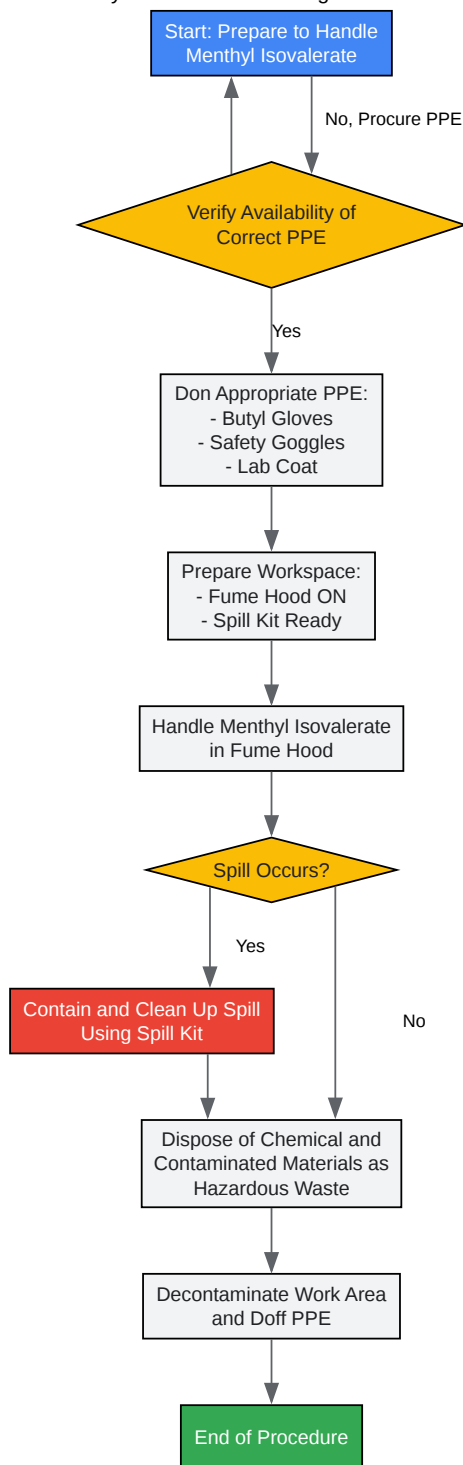 Start: Prepare to Handle
Menthyl Isovalerate
No, Procure PPE
Verify Availability of
Correct PPE
Yes
Don Appropriate PPE:
- Butyl Gloves
- Safety Goggles
- Lab Coat
Prepare Workspace:
- Fume Hood ON
- Spill Kit Ready
Handle Menthyl Isovalerate
in Fume Hood
Spill Occurs?
Yes
Contain and Clean Up Spill
Using Spill Kit
No
Dispose of Chemical and
Contaminated Materials as
Hazardous Waste
Decontaminate Work Area
and Doff PPE
End of Procedure